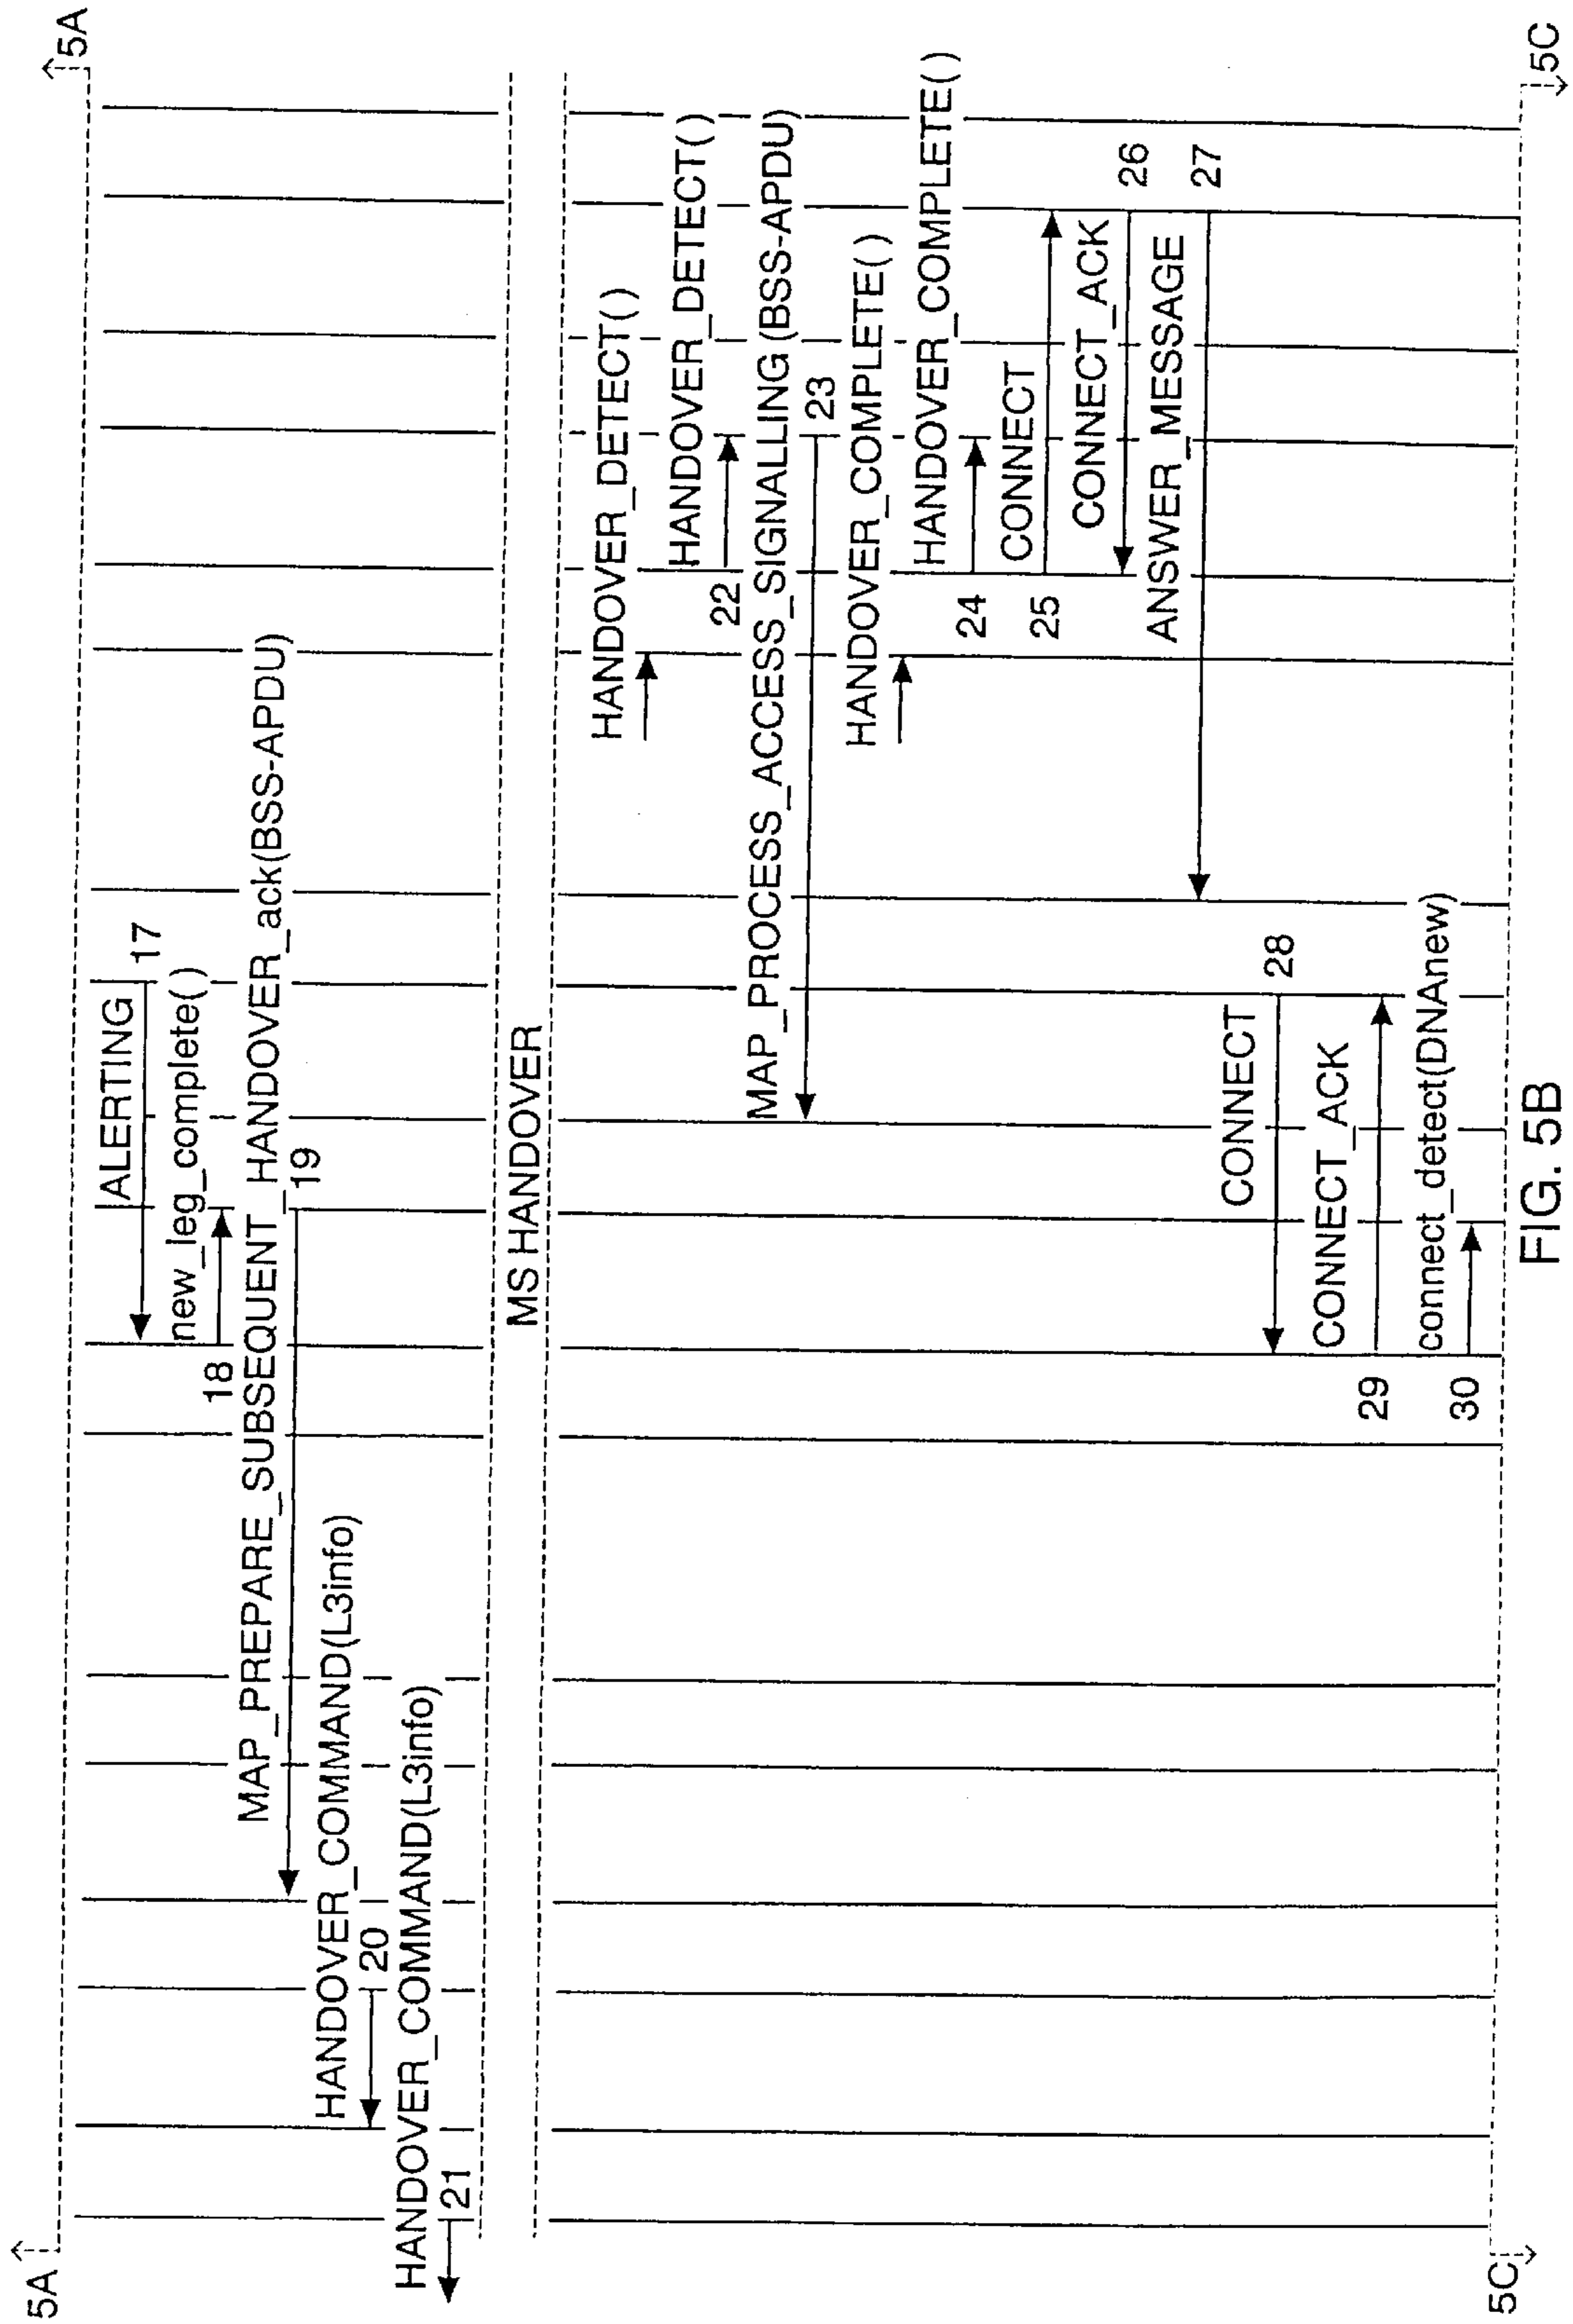 5A
5A
ALERTING
17
new_leg_complete()
18
MAP_PREPARE_SUBSEQUENT_HANDOVER_ack(BSS-APDU)
19
HANDOVER_COMMAND(L3info)
20
HANDOVER_COMMAND(L3info)
21
MS HANDOVER
HANDOVER_DETECT()
HANDOVER_DETECT()
22
MAP_PROCESS_ACCESS_SIGNALLING (BSS-APDU)
23
HANDOVER_COMPLETE()
HANDOVER_COMPLETE()
24
CONNECT
25
CONNECT_ACK
26
ANSWER_MESSAGE
27
CONNECT
28
CONNECT_ACK
29
connect_detect(DNAnew)
30
5C
5C
FIG. 5B